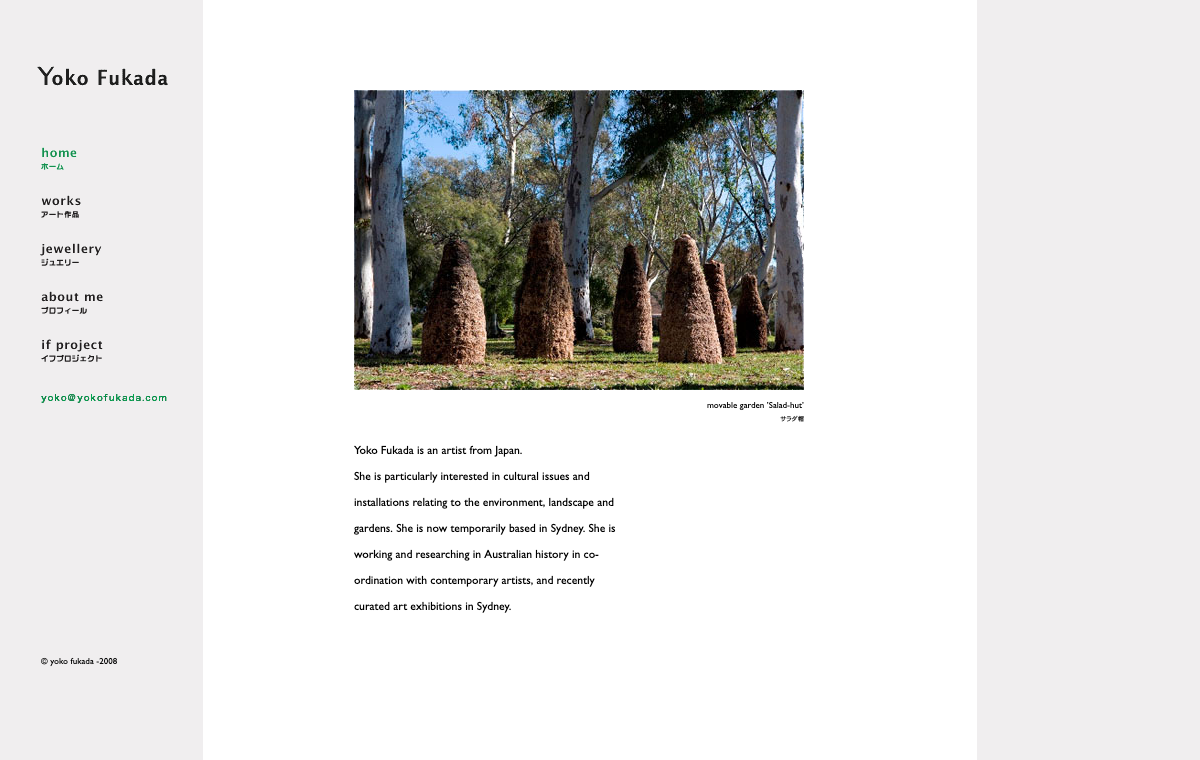 Yoko Fukada
home
ホーム
works
アート作品
jewellery
ジュエリー
about me
プロフィール
if project
イフプロジェクト
yoko@yokofukada.com
© yoko fukada -2008
movable garden 'Salad-hut'
サラダ帽
Yoko Fukada is an artist from Japan.
She is particularly interested in cultural issues and
installations relating to the environment, landscape and
gardens. She is now temporarily based in Sydney. She is
working and researching in Australian history in co-
ordination with contemporary artists, and recently
curated art exhibitions in Sydney.